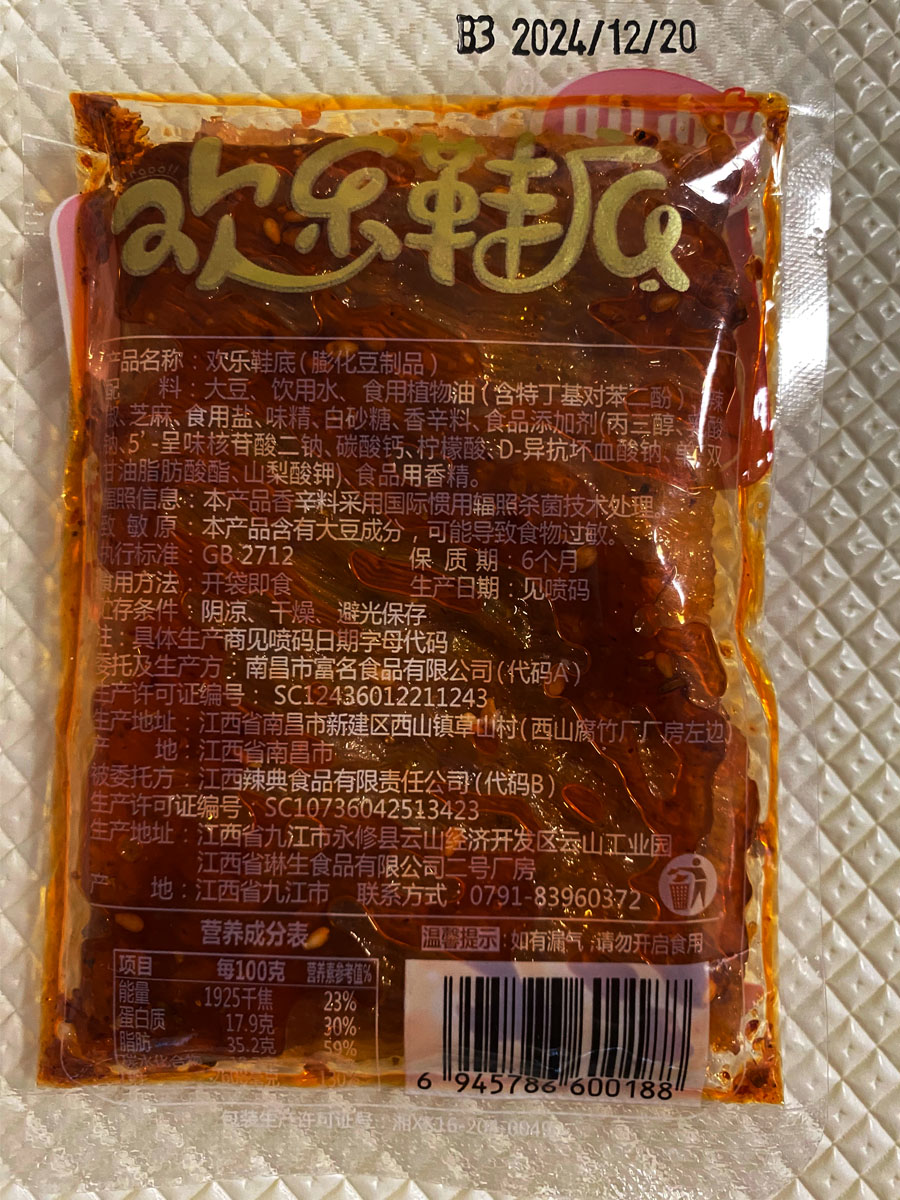 B3 2024/12/20
欢乐鞋底
产品名称：欢乐鞋底(膨化豆制品)
配 料：大豆、饮用水、食用植物油(含特丁基对苯二酚)、
芝麻、食用盐、味精、白砂糖、香辛料、食品添加剂(丙三醇、
钠、5’-呈味核苷酸二钠、碳酸钙、柠檬酸、D-异抗坏血酸钠、单双
甘油脂肪酸酯、山梨酸钾)、食品用香精。
辐照信息：本产品香辛料采用国际惯用辐照杀菌技术处理。
致 敏 原：本产品含有大豆成分，可能导致食物过敏。
执行标准：GB 2712 保 质 期：6个月
食用方法：开袋即食 生产日期：见喷码
贮存条件：阴凉、干燥、避光保存
注：具体生产商见喷码日期字母代码
委托及生产方：南昌市富名食品有限公司(代码A)
生产许可证编号：SC12436012211243
生产地址：江西省南昌市新建区西山镇草山村(西山腐竹厂厂房左边)
产 地：江西省南昌市
被委托方：江西辣典食品有限责任公司(代码B)
生产许可证编号 SC10736042513423
生产地址：江西省九江市永修县云山经济开发区云山工业园
江西省琳生食品有限公司二号厂房
产 地：江西省九江市 联系方式：0791-83960372
营养成分表
温馨提示：如有漏气，请勿开启食用
项目 每100克 营养素参考值%
能量 1925千焦 23%
蛋白质 17.9克 30%
脂肪 35.2克 59%
6 945786 600188
包装生产许可证号：湘XK16-204-0049